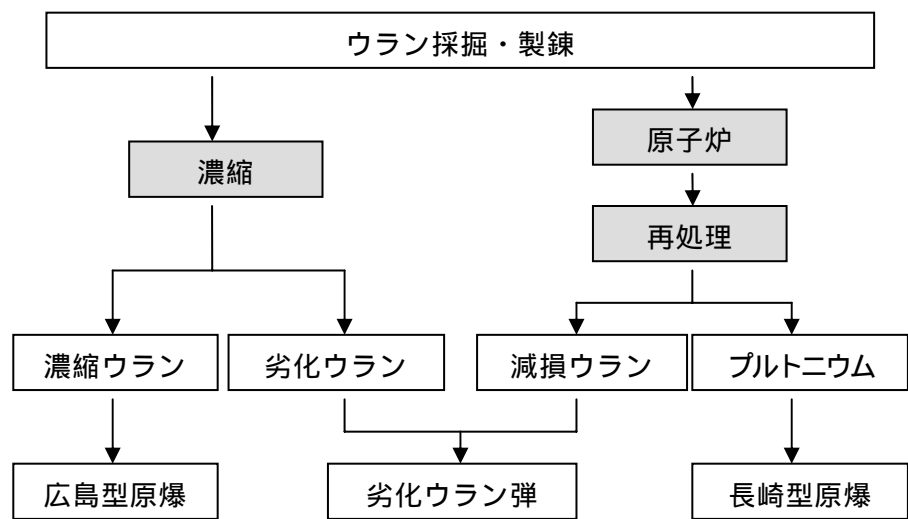 ウラン採掘・製錬
濃縮
原子炉
再処理
濃縮ウラン
劣化ウラン
減損ウラン
プルトニウム
広島型原爆
劣化ウラン弾
長崎型原爆